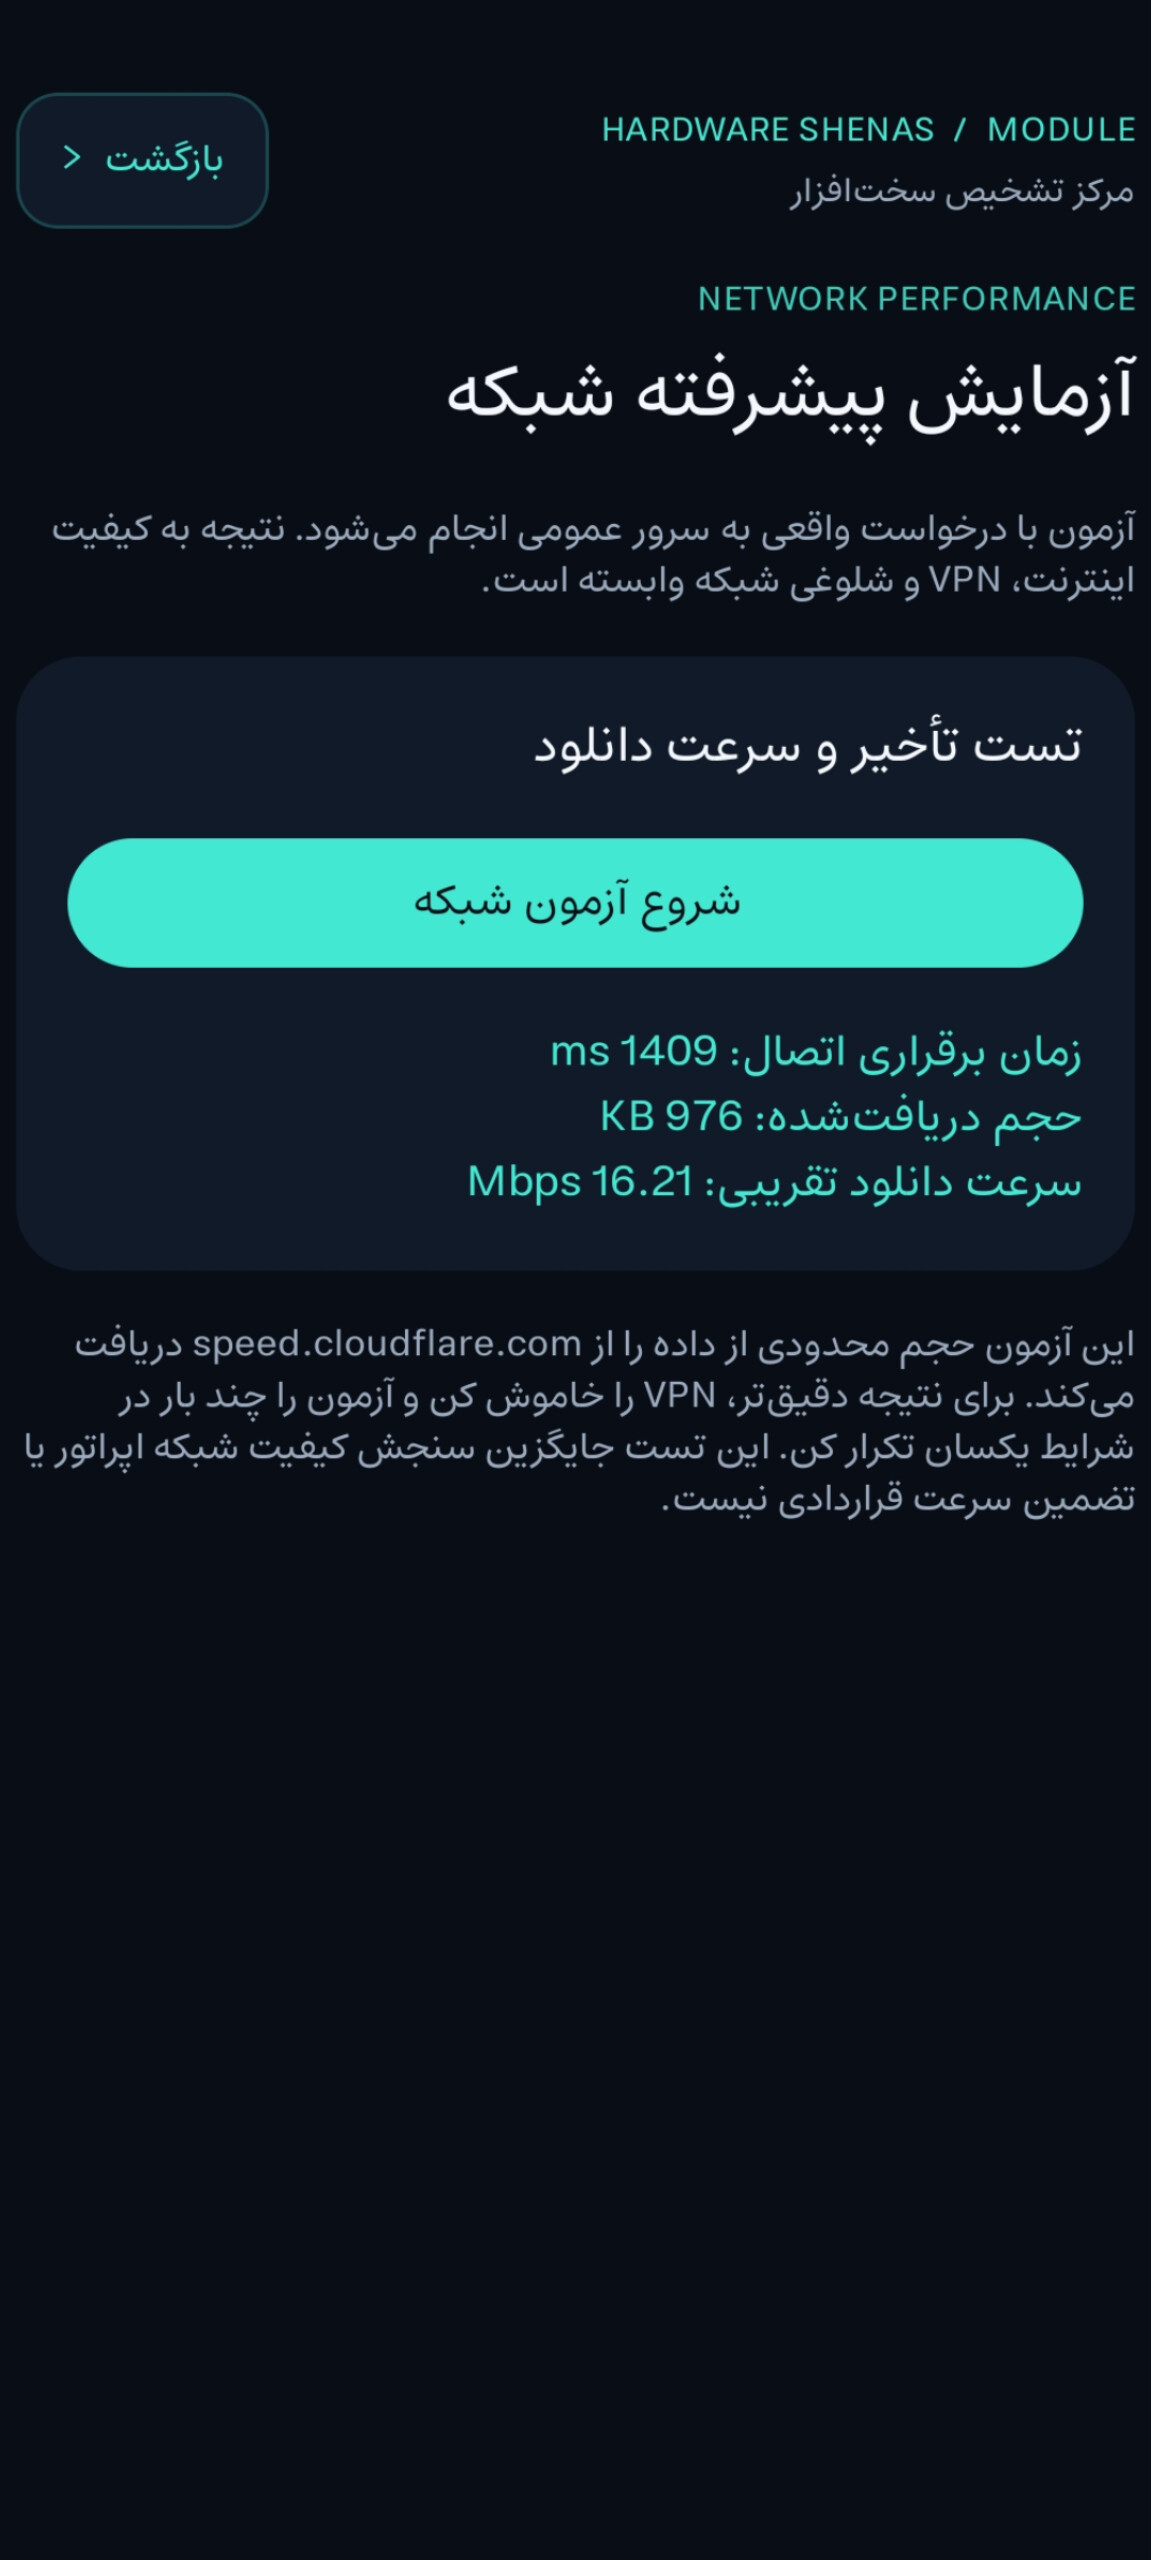 HARDWARE SHENAS / MODULE
مرکز تشخیص سخت‌افزار
بازگشت >
NETWORK PERFORMANCE
آزمایش پیشرفته شبکه
آزمون با درخواست واقعی به سرور عمومی انجام می‌شود. نتیجه به کیفیت
اینترنت، VPN و شلوغی شبکه وابسته است.
تست تأخیر و سرعت دانلود
شروع آزمون شبکه
زمان برقراری اتصال: 1409 ms
حجم دریافت‌شده: 976 KB
سرعت دانلود تقریبی: 16.21 Mbps
این آزمون حجم محدودی از داده را از speed.cloudflare.com دریافت
می‌کند. برای نتیجه دقیق‌تر، VPN را خاموش کن و آزمون را چند بار در
شرایط یکسان تکرار کن. این تست جایگزین سنجش کیفیت شبکه اپراتور یا
تضمین سرعت قراردادی نیست.